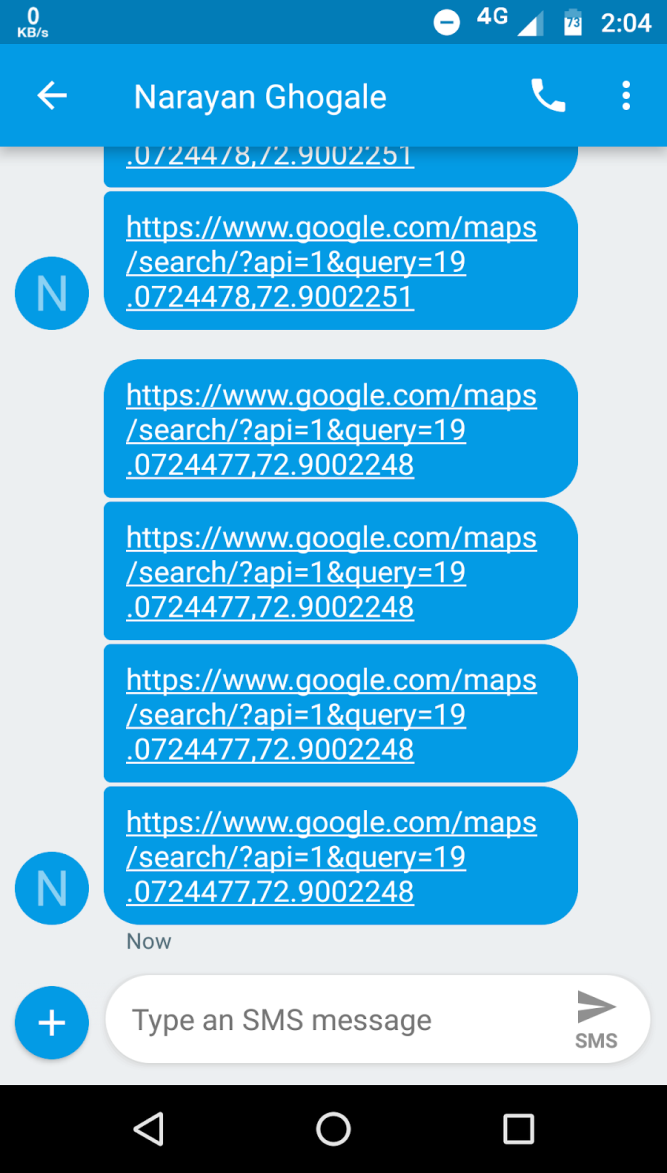 0
KB/s
4G
73
2:04
Narayan Ghogale
.0724478,72.9002251
https://www.google.com/maps
/search/?api=1&query=19
.0724478,72.9002251
N
https://www.google.com/maps
/search/?api=1&query=19
.0724477,72.9002248
https://www.google.com/maps
/search/?api=1&query=19
.0724477,72.9002248
https://www.google.com/maps
/search/?api=1&query=19
.0724477,72.9002248
https://www.google.com/maps
/search/?api=1&query=19
.0724477,72.9002248
N
Now
Type an SMS message
SMS